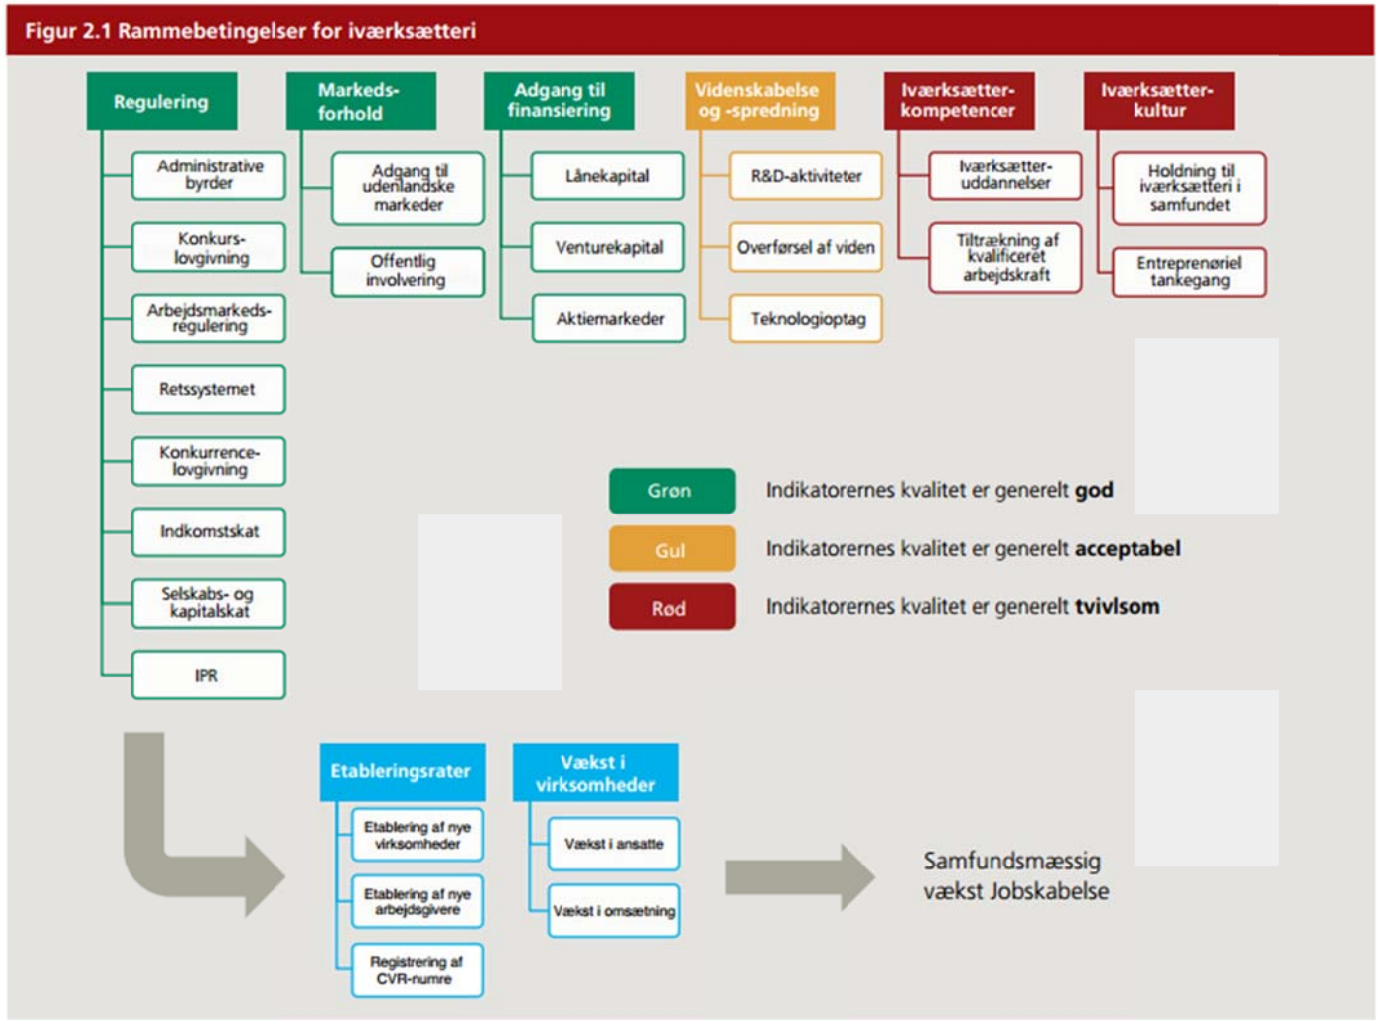 Figur 2.1 Rammebetingelser for iværksætteri
Regulering
Administrative
byrder
Konkurs-
lovgivning
Arbejdsmarkeds-
regulering
Retssystemet
Konkurrence-
lovgivning
Indkomstskat
Selskabs- og
kapitalskat
IPR
Markeds-
forhold
Adgang til
udenlandske
markeder
Offentlig
involvering
Adgang til
finansiering
Lånekapital
Venturekapital
Aktiemarkeder
Videnskabelse
og -spredning
R&D-aktiviteter
Overførsel af viden
Teknologioptag
Iværksætter-
kompetencer
Iværksætter-
uddannelser
Tiltrækning af
kvalificeret
arbejdskraft
Iværksætter-
kultur
Holdning til
iværksætteri i
samfundet
Entreprenøriel
tankegang
Grøn Indikatorernes kvalitet er generelt god
Gul Indikatorernes kvalitet er generelt acceptabel
Rød Indikatorernes kvalitet er generelt tvivlsom
Etableringsrater
Etablering af nye
virksomheder
Etablering af nye
arbejdsgivere
Registrering af
CVR-numre
Vækst i
virksomheder
Vækst i ansatte
Vækst i omsætning
Samfundsmæssig
vækst Jobskabelse